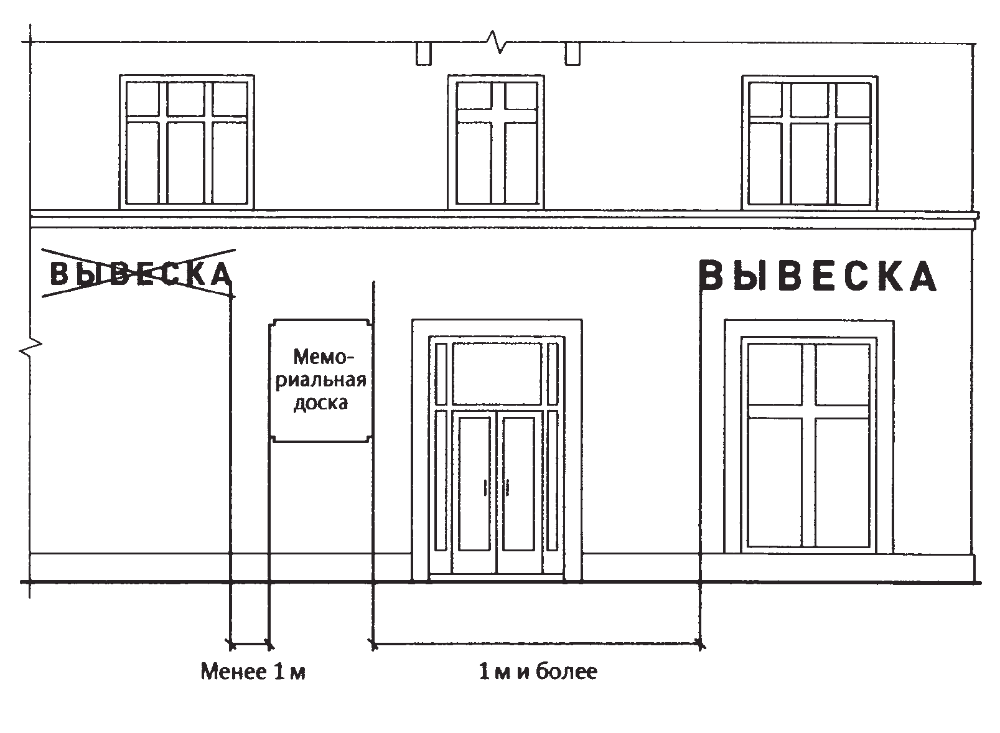 ВЫВЕСКА
ВЫВЕСКА
Мемо-
риальная
доска
Менее 1 м
1 м и более